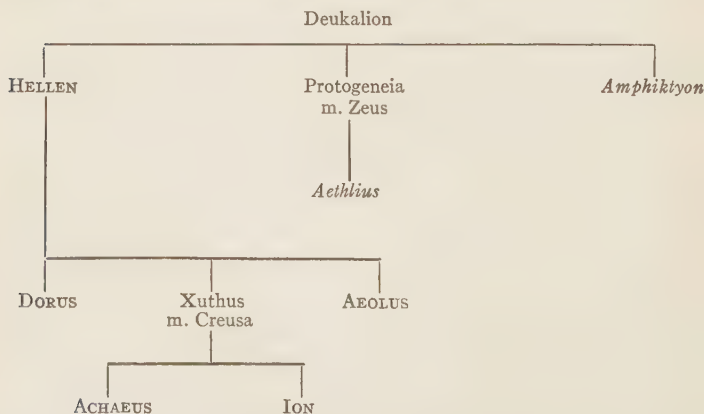 Deukalion
HELLEN Protogeneia Amphiktyon
m. Zeus
Aethlius
DORUS Xuthus AEOLUS
m. Creusa
ACHAEUS ION